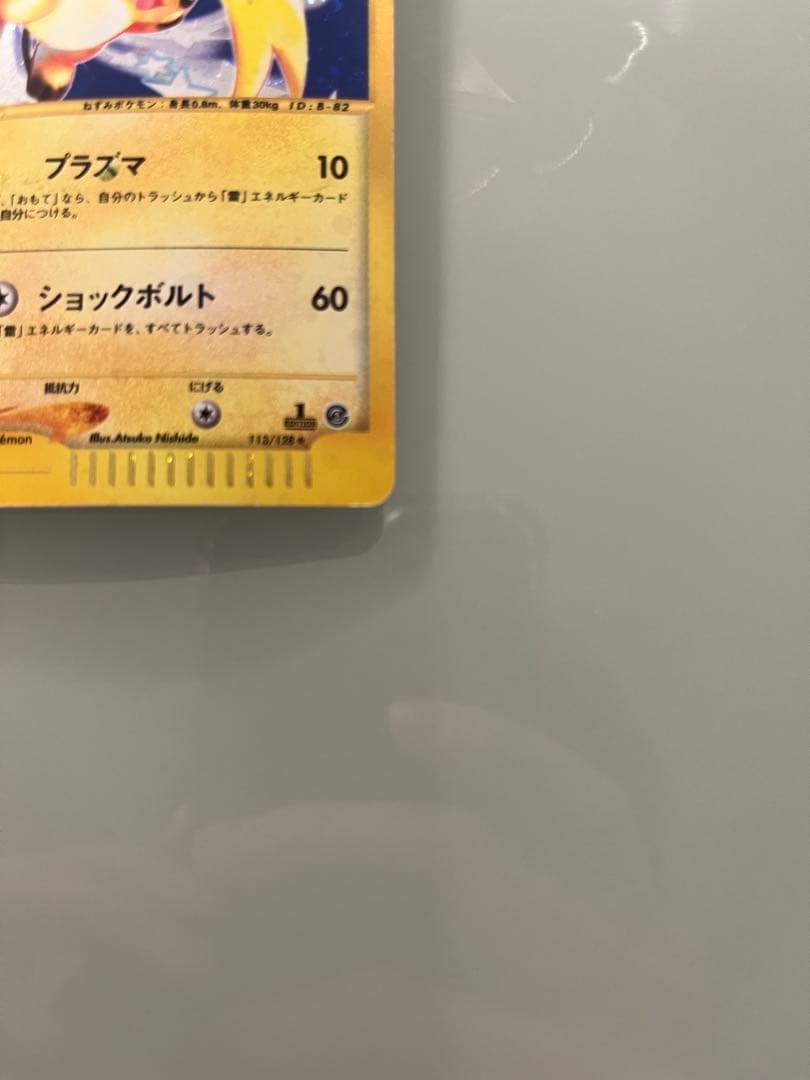 ねずみポケモン：身長0.8m、体重30kg ID：B-82
プラズマ 10
、「おもて」なら、自分のトラッシュから「雷」エネルギーカード
自分につける。
ショックボルト 60
「雷」エネルギーカードを、すべてトラッシュする。
抵抗力 にげる
1
EDITION
émon Illus.Atsuko Nishida 113/128★